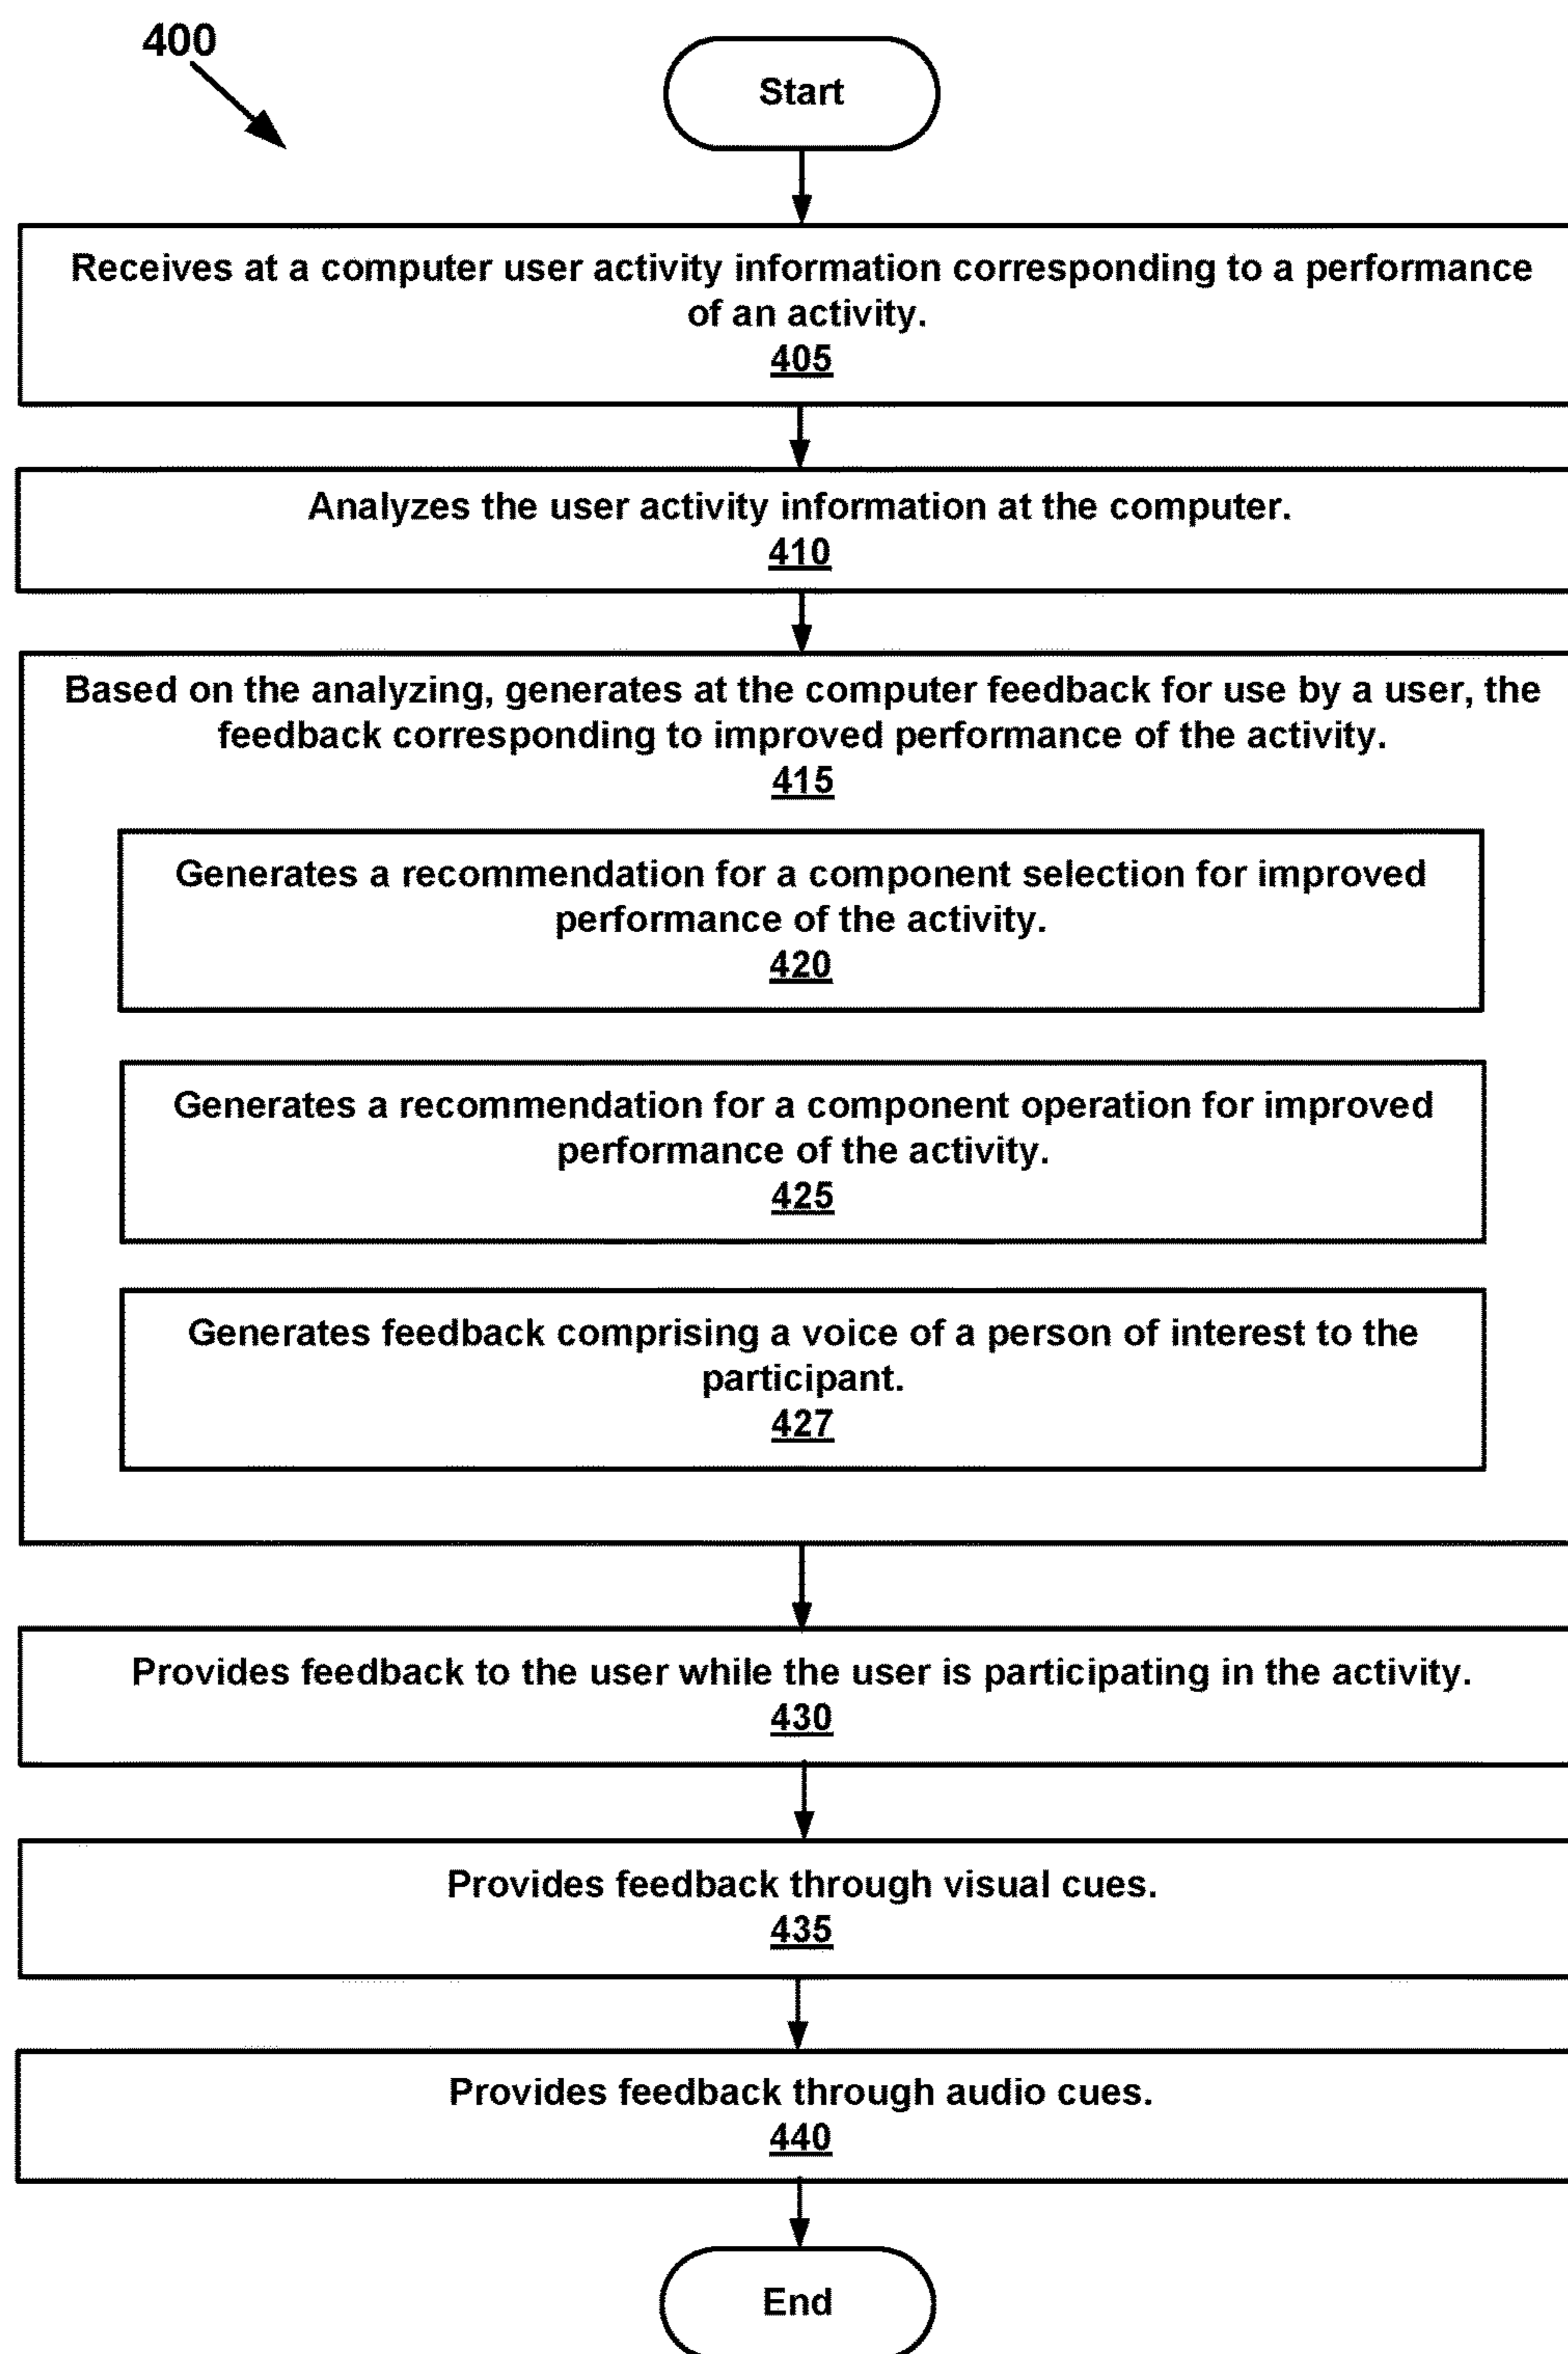 400
Start
Receives at a computer user activity information corresponding to a performance
of an activity.
405
Analyzes the user activity information at the computer.
410
Based on the analyzing, generates at the computer feedback for use by a user, the
feedback corresponding to improved performance of the activity.
415
Generates a recommendation for a component selection for improved
performance of the activity.
420
Generates a recommendation for a component operation for improved
performance of the activity.
425
Generates feedback comprising a voice of a person of interest to the
participant.
427
Provides feedback to the user while the user is participating in the activity.
430
Provides feedback through visual cues.
435
Provides feedback through audio cues.
440
End